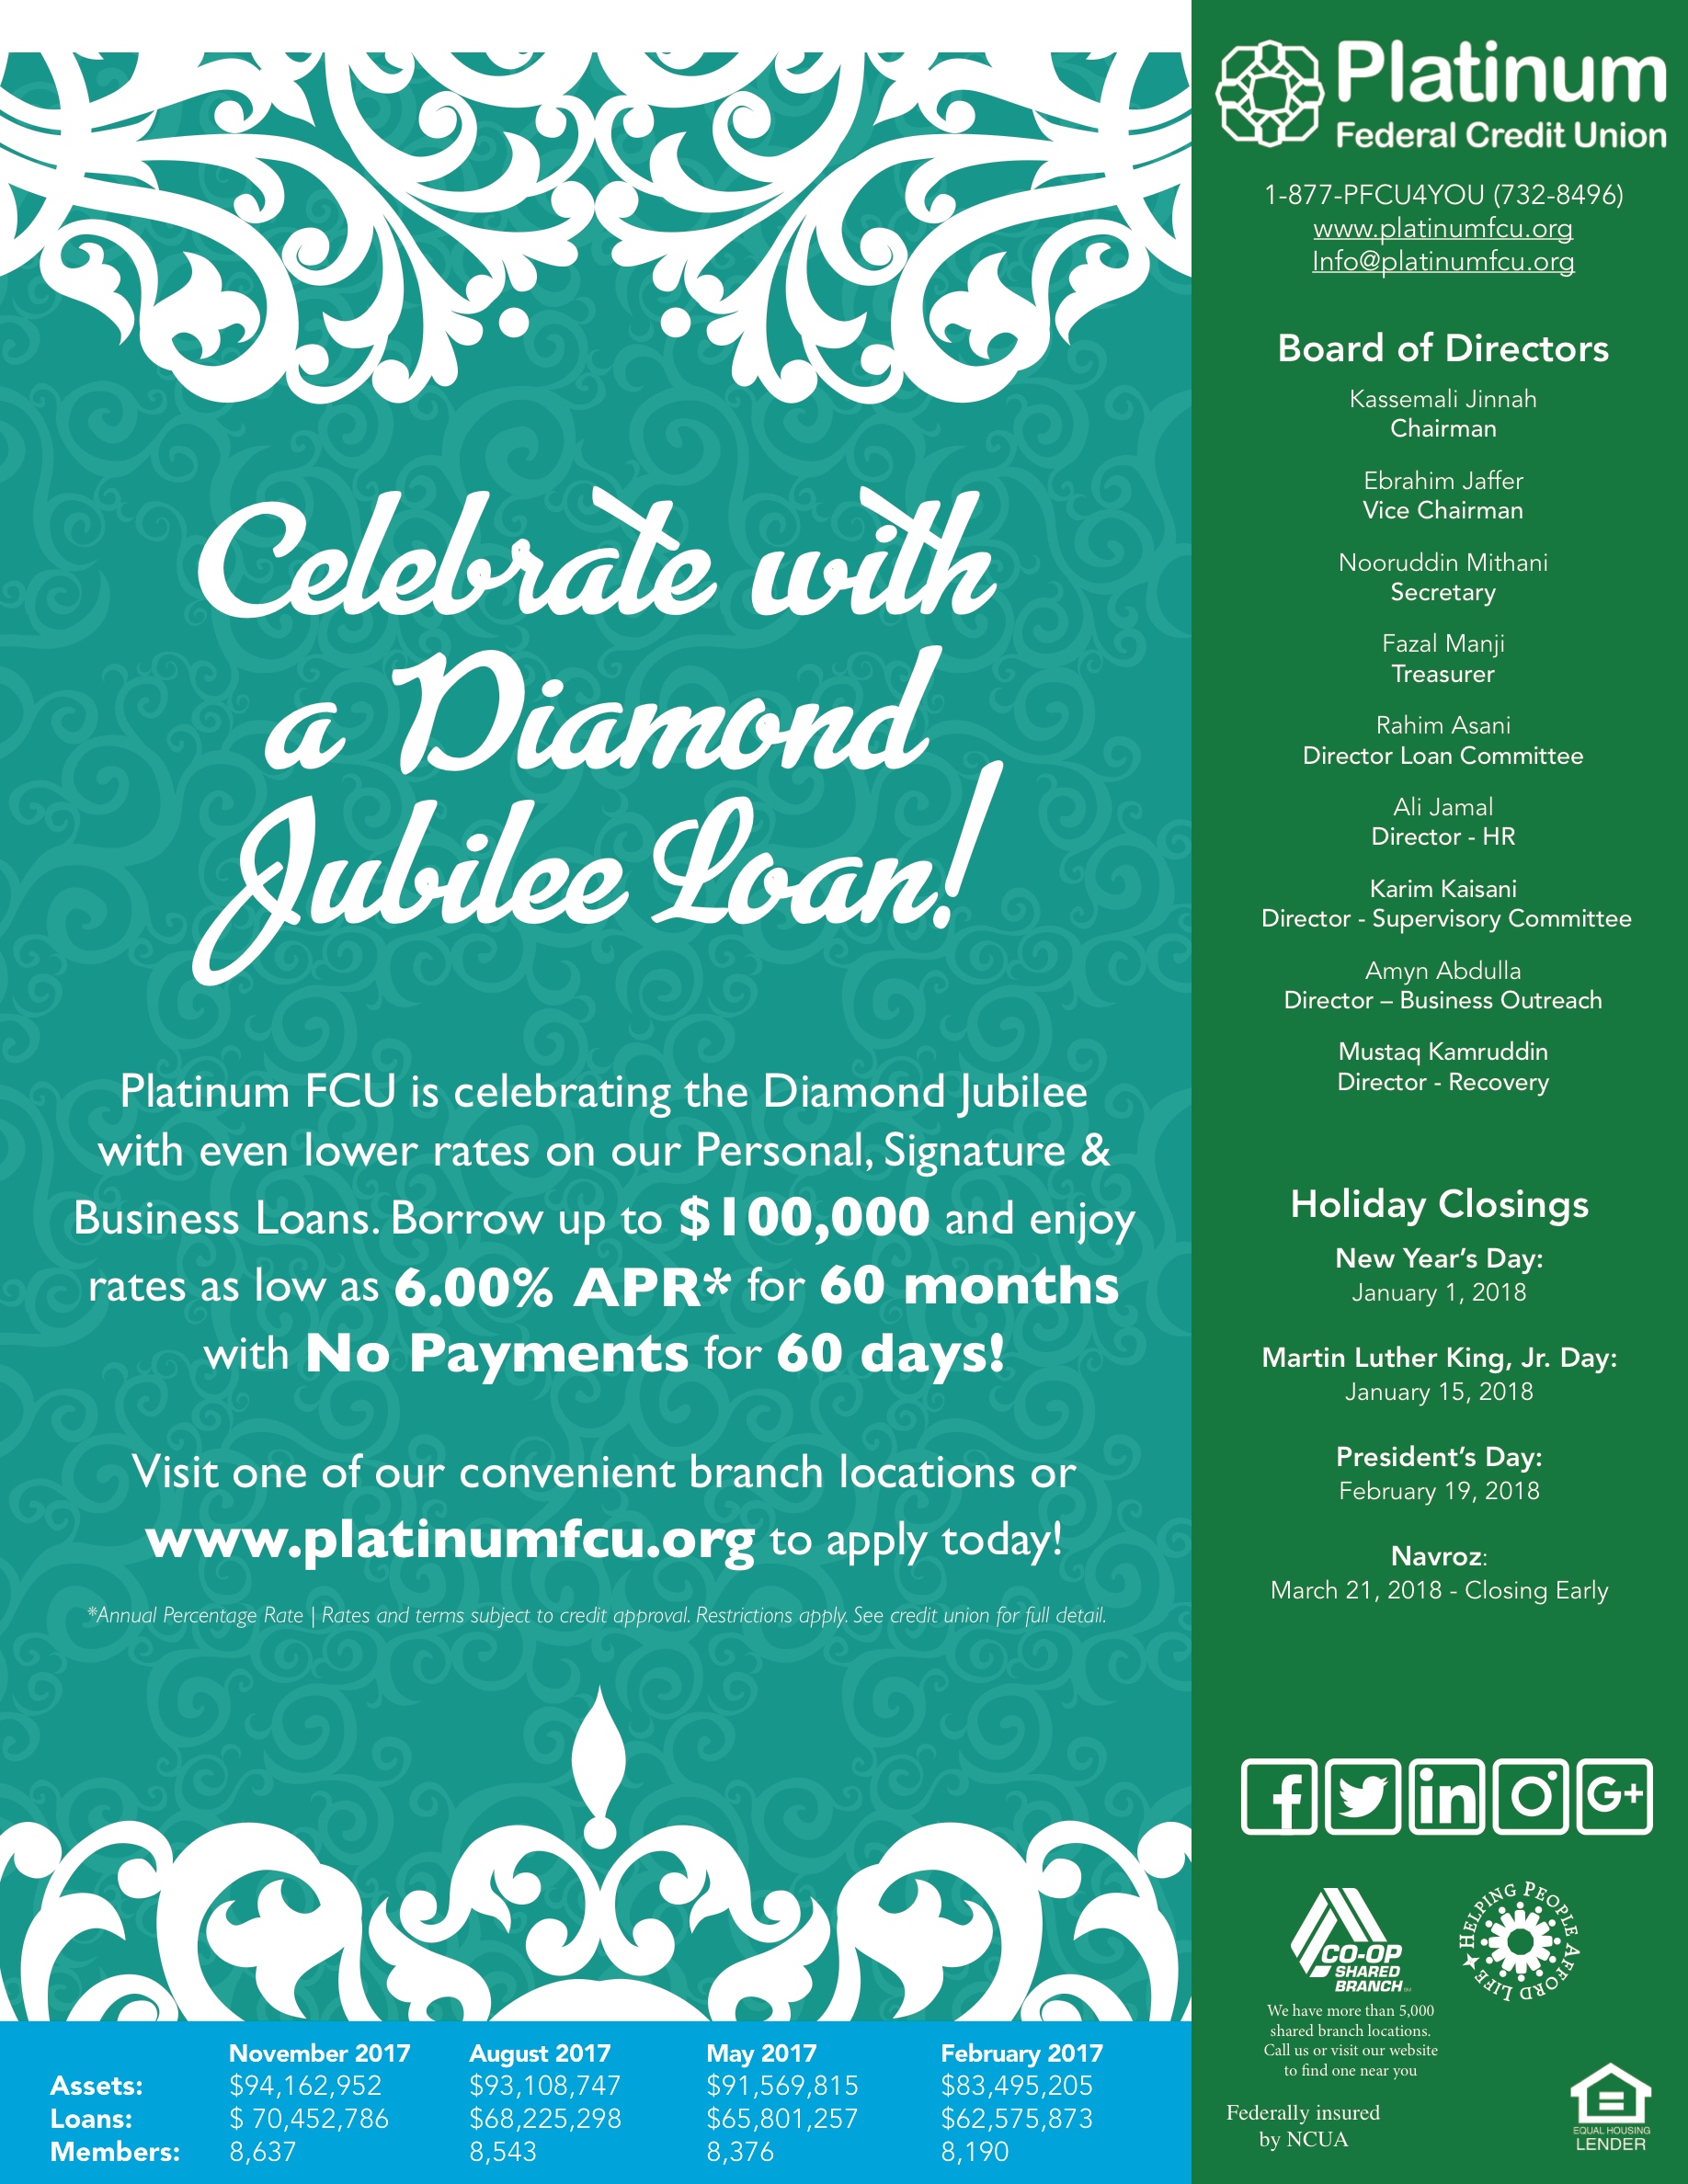 Celebrate with
a Diamond
Jubilee Loan!
Platinum FCU is celebrating the Diamond Jubilee
with even lower rates on our Personal, Signature &
Business Loans. Borrow up to $100,000 and enjoy
rates as low as 6.00% APR* for 60 months
with No Payments for 60 days!
Visit one of our convenient branch locations or
www.platinumfcu.org to apply today!
*Annual Percentage Rate | Rates and terms subject to credit approval. Restrictions apply. See credit union for full detail.
November 2017 August 2017 May 2017 February 2017
Assets: $94,162,952 $93,108,747 $91,569,815 $83,495,205
Loans: $ 70,452,786 $68,225,298 $65,801,257 $62,575,873
Members: 8,637 8,543 8,376 8,190
Platinum
Federal Credit Union
1-877-PFCU4YOU (732-8496)
www.platinumfcu.org
Info@platinumfcu.org
Board of Directors
Kassemali Jinnah
Chairman
Ebrahim Jaffer
Vice Chairman
Nooruddin Mithani
Secretary
Fazal Manji
Treasurer
Rahim Asani
Director Loan Committee
Ali Jamal
Director - HR
Karim Kaisani
Director - Supervisory Committee
Amyn Abdulla
Director – Business Outreach
Mustaq Kamruddin
Director - Recovery
Holiday Closings
New Year's Day:
January 1, 2018
Martin Luther King, Jr. Day:
January 15, 2018
President's Day:
February 19, 2018
Navroz:
March 21, 2018 - Closing Early
f in G+
CO-OP
SHARED
BRANCH
HELPING PEOPLE AFFORD LIFE
We have more than 5,000
shared branch locations.
Call us or visit our website
to find one near you
Federally insured
by NCUA
EQUAL HOUSING
LENDER